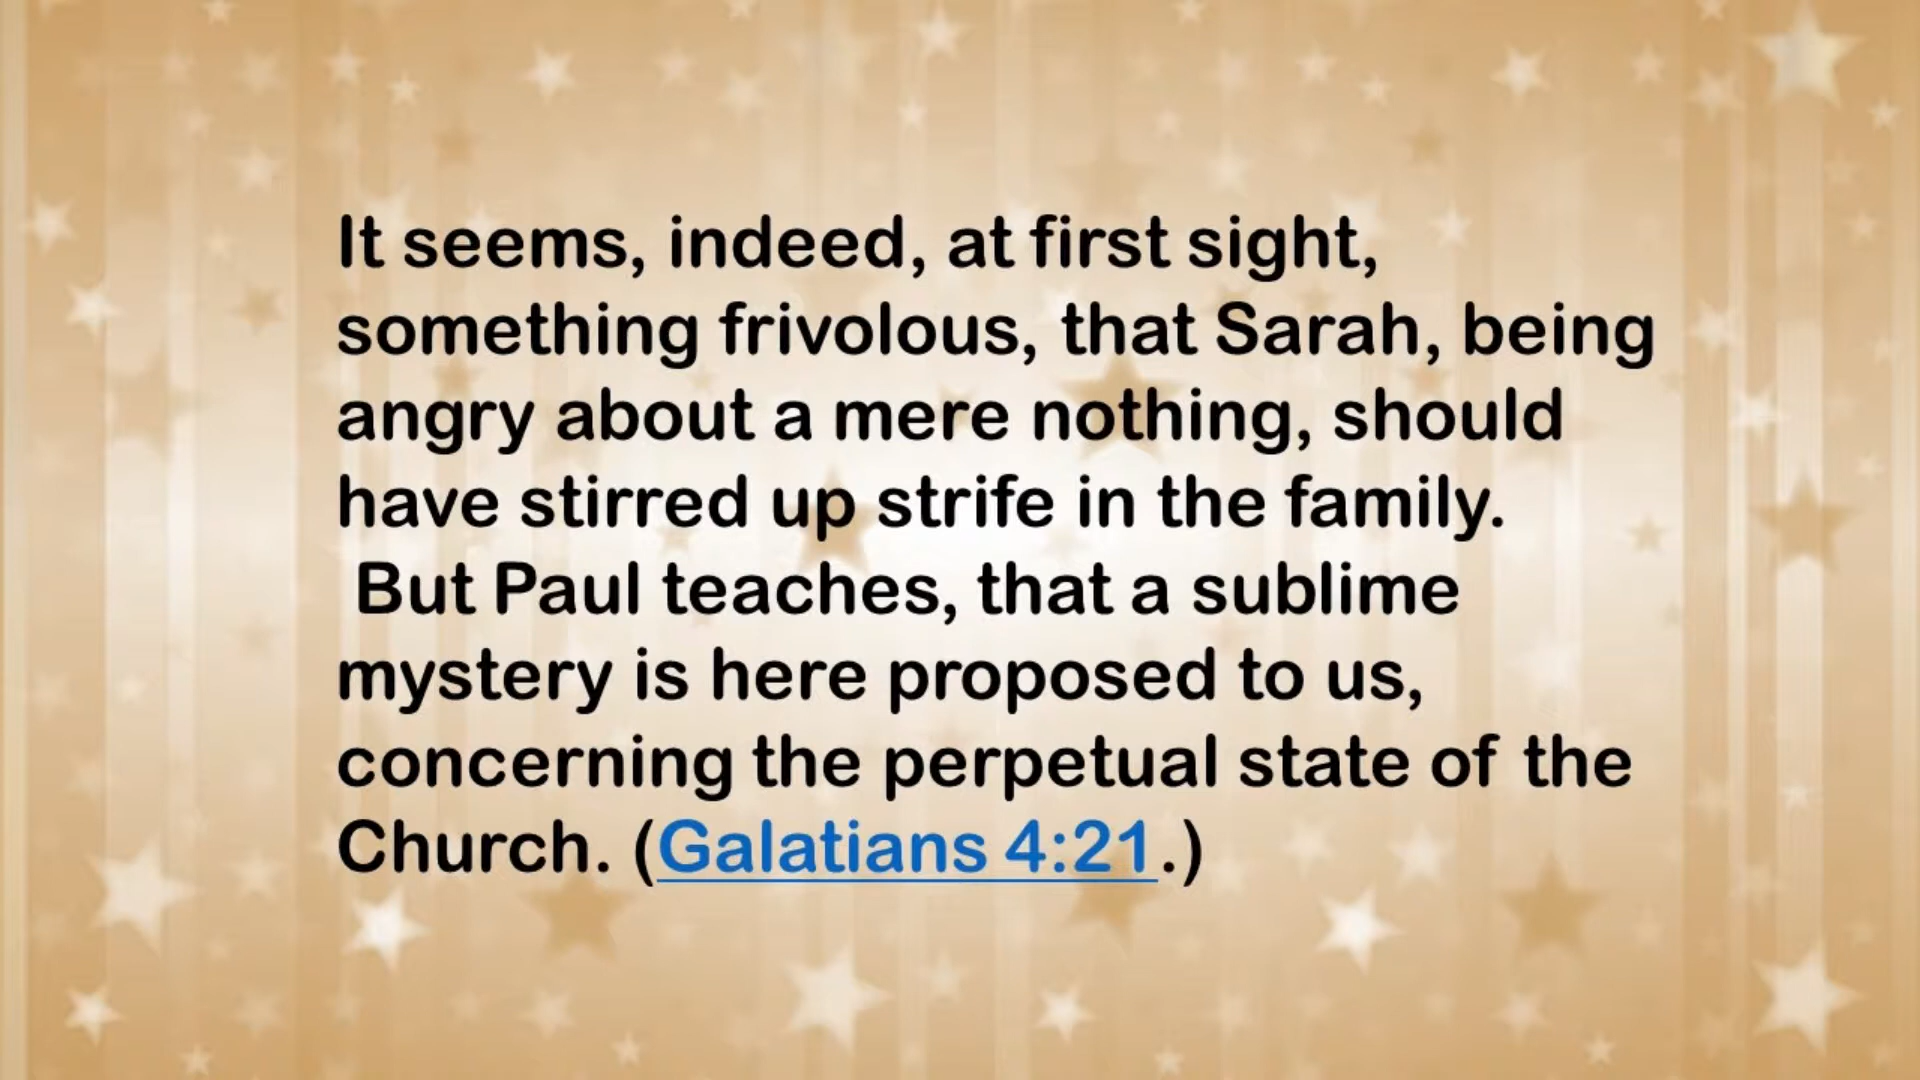 It seems, indeed, at first sight,
something frivolous, that Sarah, being
angry about a mere nothing, should
have stirred up strife in the family.
But Paul teaches, that a sublime
mystery is here proposed to us,
concerning the perpetual state of the
Church. (Galatians 4:21.)